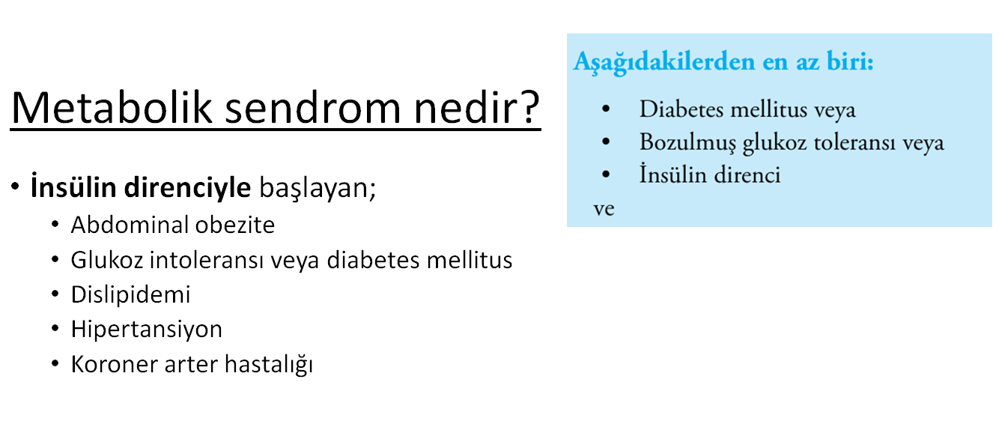 Metabolik sendrom nedir?
• İnsülin direnciyle başlayan;
• Abdominal obezite
• Glukoz intoleransı veya diabetes mellitus
• Dislipidemi
• Hipertansiyon
• Koroner arter hastalığı
Aşağıdakilerden en az biri:
• Diabetes mellitus veya
• Bozulmuş glukoz toleransı veya
• İnsülin direnci
ve